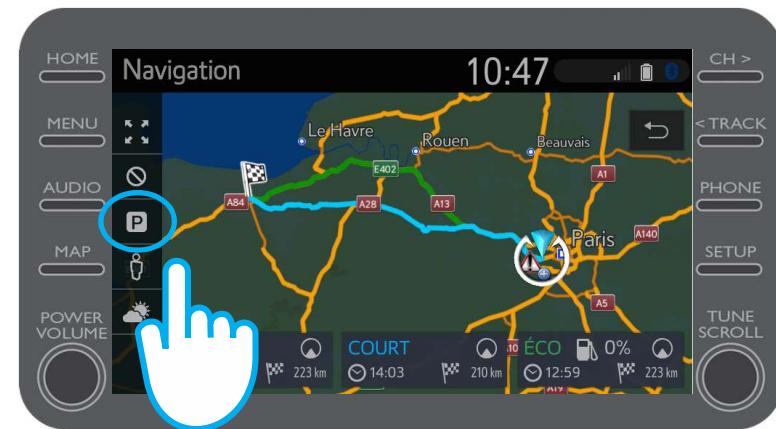 HOME
Navigation
10:47
CH >
MENU
< TRACK
Le Havre
Rouen
Beauvais
E402
A1
AUDIO
P
PHONE
A84
A28
A13
Paris
A140
MAP
SETUP
A5
POWER
VOLUME
TUNE
SCROLL
COURT
10
ÉCO
0%
223 km
14:03
210 km
12:59
223 km